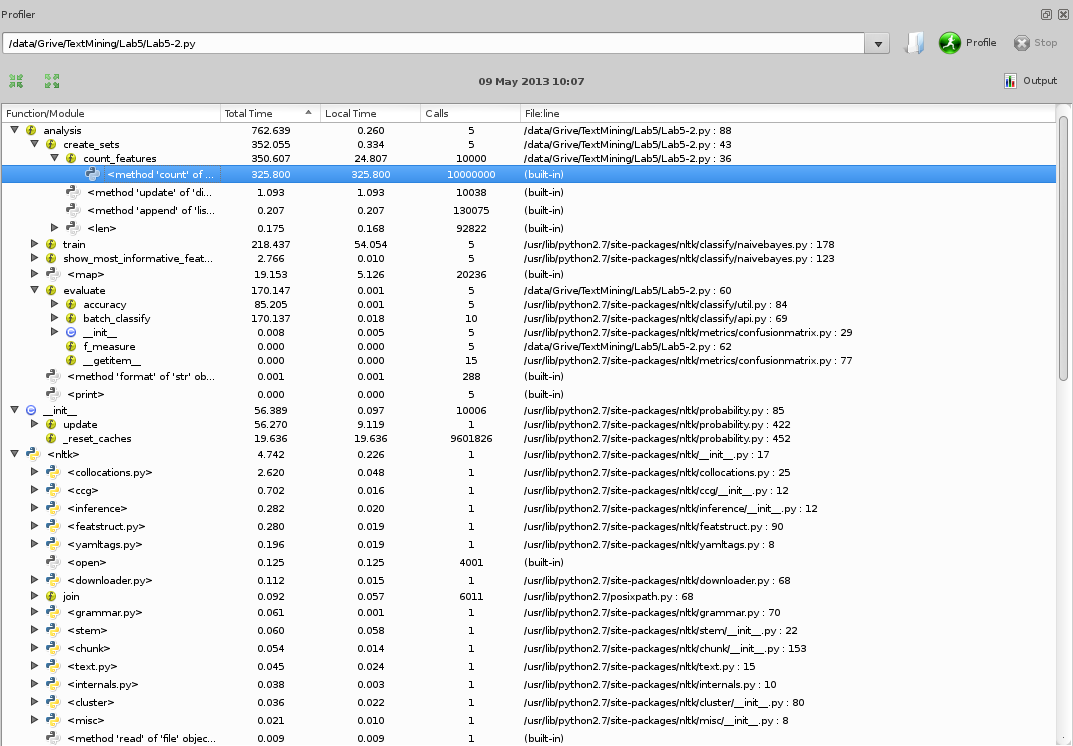 Profiler
/data/Grive/TextMining/Lab5/Lab5-2.py Profile Stop
09 May 2013 10:07 Output
Function/Module Total Time Local Time Calls File:line
analysis 762.639 0.260 5 /data/Grive/TextMining/Lab5/Lab5-2.py : 88
create_sets 352.055 0.334 5 /data/Grive/TextMining/Lab5/Lab5-2.py : 43
count_features 350.607 24.807 10000 /data/Grive/TextMining/Lab5/Lab5-2.py : 36
<method 'count' of ... 325.800 325.800 10000000 (built-in)
<method 'update' of 'di... 1.093 1.093 10038 (built-in)
<method 'append' of 'lis... 0.207 0.207 130075 (built-in)
<len> 0.175 0.168 92822 (built-in)
train 218.437 54.054 5 /usr/lib/python2.7/site-packages/nltk/classify/naivebayes.py : 178
show_most_informative_feat... 2.766 0.010 5 /usr/lib/python2.7/site-packages/nltk/classify/naivebayes.py : 123
<map> 19.153 5.126 20236 (built-in)
evaluate 170.147 0.001 5 /data/Grive/TextMining/Lab5/Lab5-2.py : 60
accuracy 85.205 0.001 5 /usr/lib/python2.7/site-packages/nltk/classify/util.py : 84
batch_classify 170.137 0.018 10 /usr/lib/python2.7/site-packages/nltk/classify/api.py : 69
__init__ 0.008 0.005 5 /usr/lib/python2.7/site-packages/nltk/metrics/confusionmatrix.py : 29
f_measure 0.000 0.000 5 /data/Grive/TextMining/Lab5/Lab5-2.py : 62
__getitem__ 0.000 0.000 15 /usr/lib/python2.7/site-packages/nltk/metrics/confusionmatrix.py : 77
<method 'format' of 'str' ob... 0.001 0.001 288 (built-in)
<print> 0.000 0.000 5 (built-in)
__init__ 56.389 0.097 10006 /usr/lib/python2.7/site-packages/nltk/probability.py : 85
update 56.270 9.119 1 /usr/lib/python2.7/site-packages/nltk/probability.py : 422
_reset_caches 19.636 19.636 9601826 /usr/lib/python2.7/site-packages/nltk/probability.py : 452
<nltk> 4.742 0.226 1 /usr/lib/python2.7/site-packages/nltk/__init__.py : 17
<collocations.py> 2.620 0.048 1 /usr/lib/python2.7/site-packages/nltk/collocations.py : 25
<ccg> 0.702 0.016 1 /usr/lib/python2.7/site-packages/nltk/ccg/__init__.py : 12
<inference> 0.282 0.020 1 /usr/lib/python2.7/site-packages/nltk/inference/__init__.py : 12
<featstruct.py> 0.280 0.019 1 /usr/lib/python2.7/site-packages/nltk/featstruct.py : 90
<yamltags.py> 0.196 0.019 1 /usr/lib/python2.7/site-packages/nltk/yamltags.py : 8
<open> 0.125 0.125 4001 (built-in)
<downloader.py> 0.112 0.015 1 /usr/lib/python2.7/site-packages/nltk/downloader.py : 68
join 0.092 0.057 6011 /usr/lib/python2.7/posixpath.py : 68
<grammar.py> 0.061 0.001 1 /usr/lib/python2.7/site-packages/nltk/grammar.py : 70
<stem> 0.060 0.058 1 /usr/lib/python2.7/site-packages/nltk/stem/__init__.py : 22
<chunk> 0.054 0.014 1 /usr/lib/python2.7/site-packages/nltk/chunk/__init__.py : 153
<text.py> 0.045 0.024 1 /usr/lib/python2.7/site-packages/nltk/text.py : 15
<internals.py> 0.038 0.003 1 /usr/lib/python2.7/site-packages/nltk/internals.py : 10
<cluster> 0.036 0.022 1 /usr/lib/python2.7/site-packages/nltk/cluster/__init__.py : 80
<misc> 0.021 0.010 1 /usr/lib/python2.7/site-packages/nltk/misc/__init__.py : 8
<method 'read' of 'file' objec... 0.009 0.009 1 (built-in)